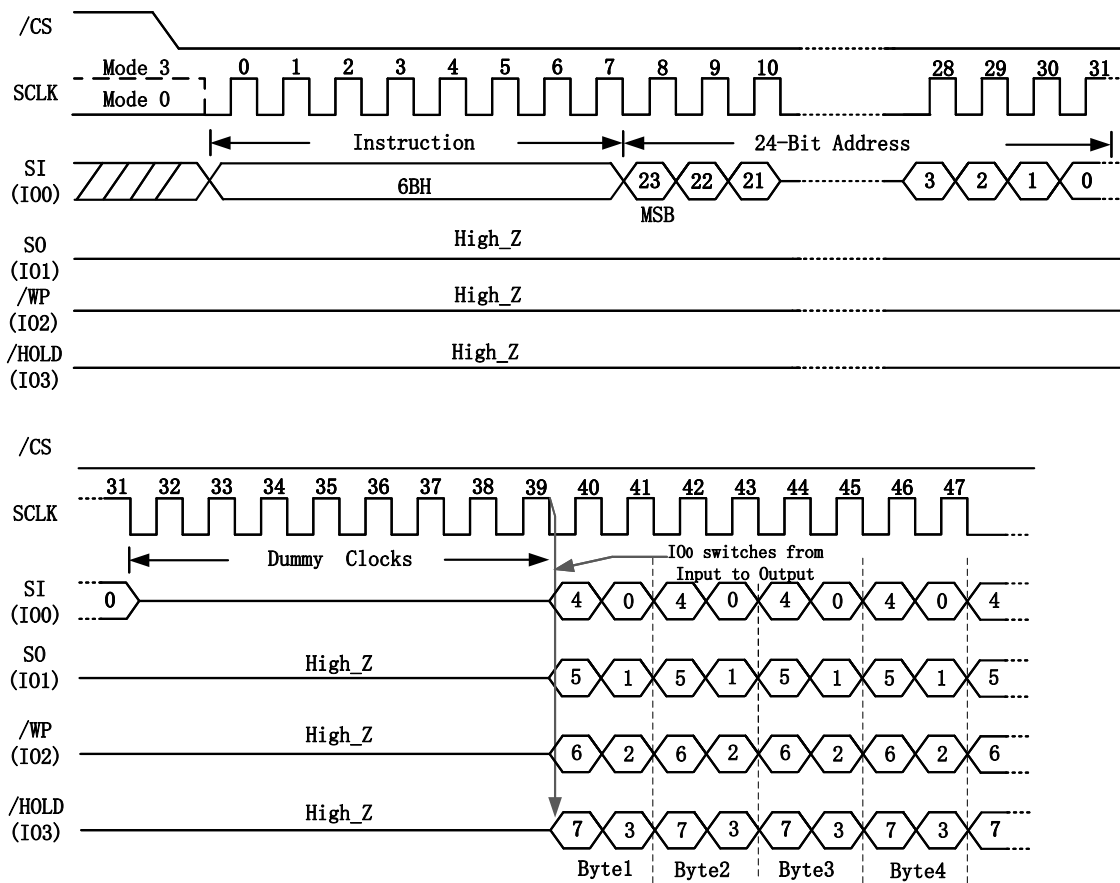 /CS
Mode 3
0 1 2 3 4 5 6 7 8 9 10 28 29 30 31
SCLK
Mode 0
Instruction
24-Bit Address
SI
(IO0)
6BH
23 22 21 3 2 1 0
MSB
SO
(IO1)
High_Z
/WP
(IO2)
High_Z
/HOLD
(IO3)
High_Z
/CS
31 32 33 34 35 36 37 38 39 40 41 42 43 44 45 46 47
SCLK
Dummy Clocks
IO0 switches from
Input to Output
SI
(IO0)
0 4 0 4 0 4 0 4 0 4
SO
(IO1)
High_Z
5 1 5 1 5 1 5 1 5
/WP
(IO2)
High_Z
6 2 6 2 6 2 6 2 6
/HOLD
(IO3)
High_Z
7 3 7 3 7 3 7 3 7
Byte1 Byte2 Byte3 Byte4